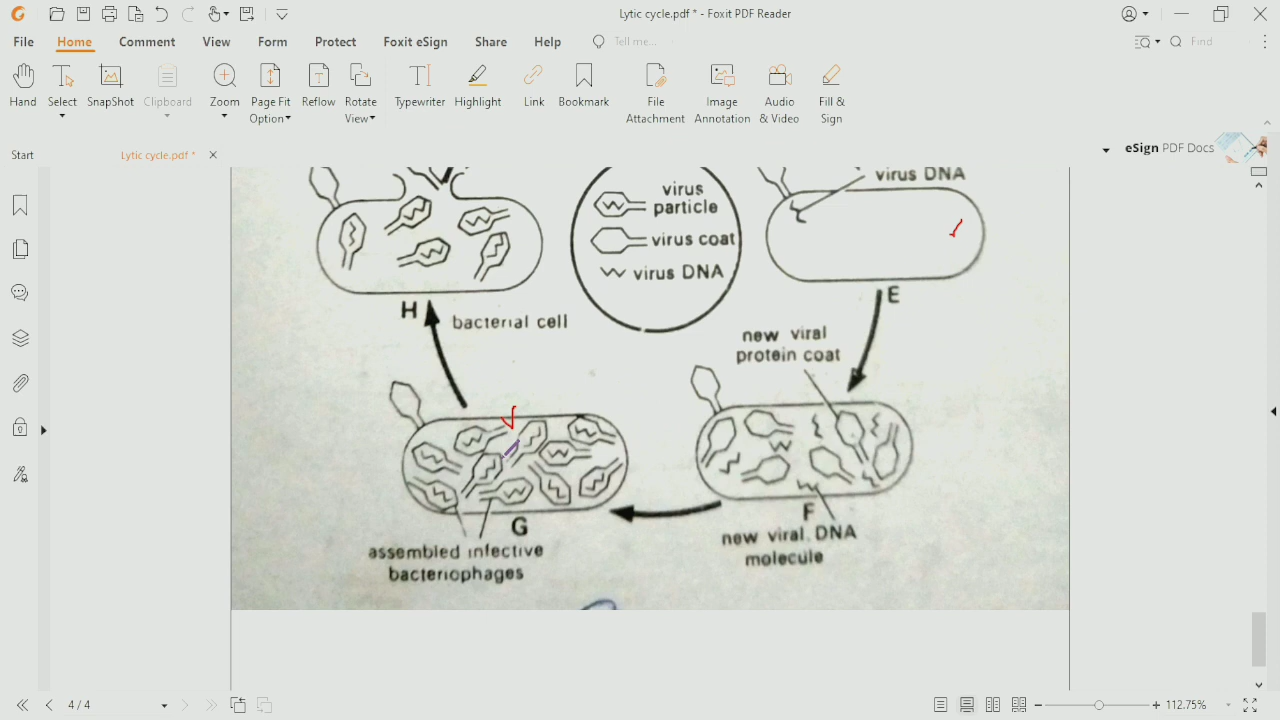 Lytic cycle.pdf * - Foxit PDF Reader
File Home Comment View Form Protect Foxit eSign Share Help Tell me... Find
Hand Select SnapShot Clipboard Zoom Page Fit Option Reflow Rotate View Typewriter Highlight Link Bookmark File Attachment Image Annotation Audio & Video Fill & Sign
Start Lytic cycle.pdf * eSign PDF Docs
virus particle
virus coat
virus DNA
virus DNA
H
bacterial cell
E
new viral
protein coat
G
assembled infective
bacteriophages
F
new viral DNA
molecule
4 / 4 112.75%